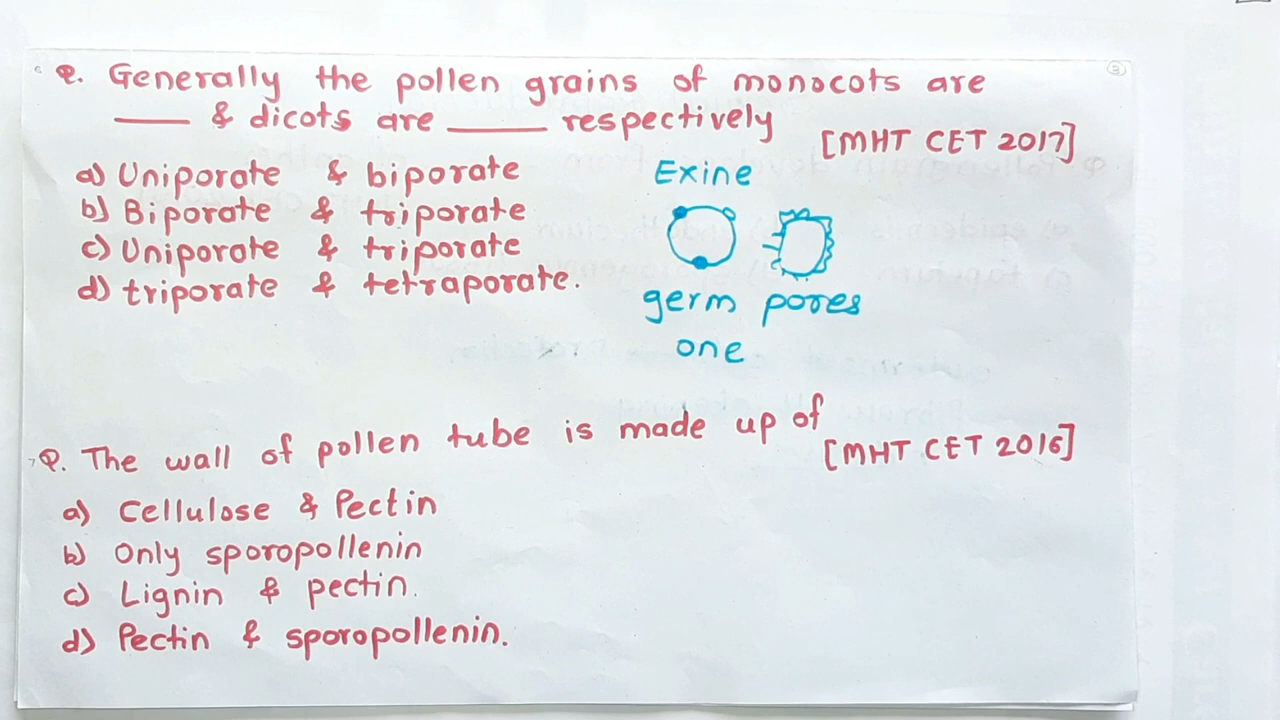 Q. Generally the pollen grains of monocots are
____ & dicots are ____ respectively
[MHT CET 2017]
a) Uniporate & biporate
b) Biporate & triporate
c) Uniporate & triporate
d) triporate & tetraporate.
Exine
germ pores
one
Q. The wall of pollen tube is made up of
[MHT CET 2016]
a) Cellulose & Pectin
b) Only sporopollenin
c) Lignin & pectin.
d) Pectin & sporopollenin.